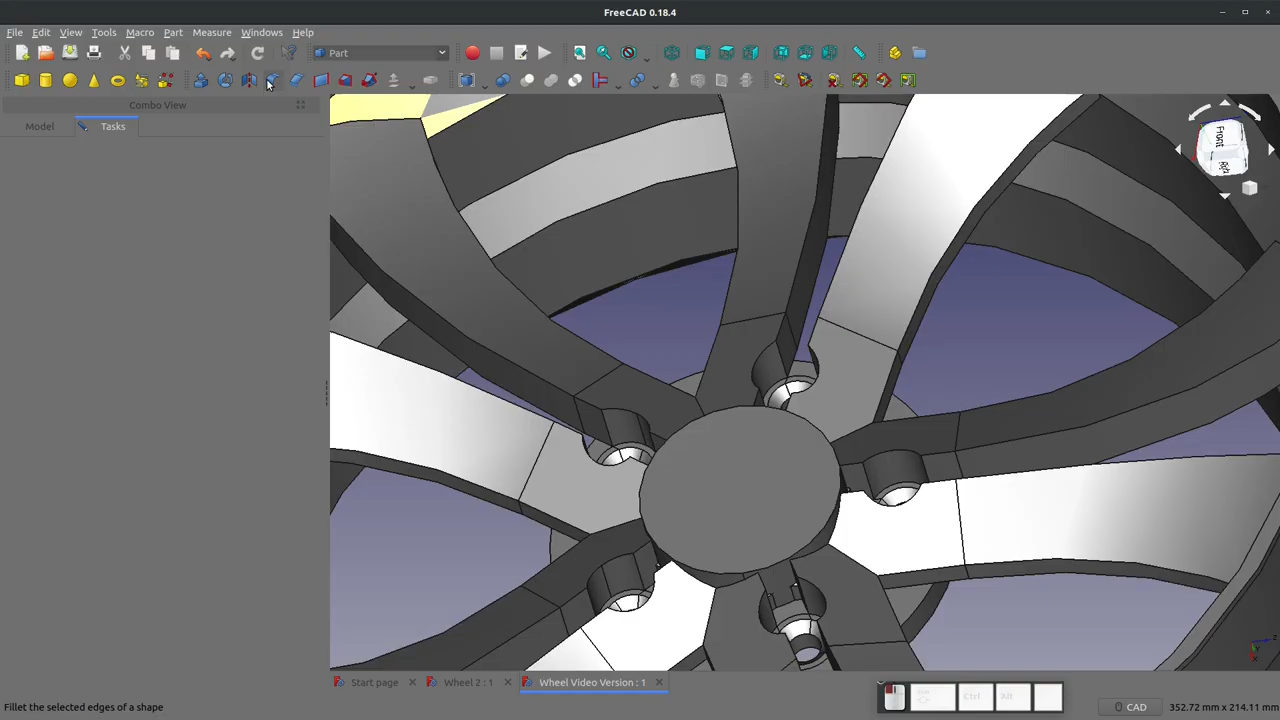 FreeCAD 0.18.4
File Edit View Tools Macro Part Measure Windows Help
Part
Combo View
Model Tasks
Front
Start page Wheel 2 : 1 Wheel Video Version : 1
Ctrl Alt
Fillet the selected edges of a shape CAD 352.72 mm x 214.11 mm